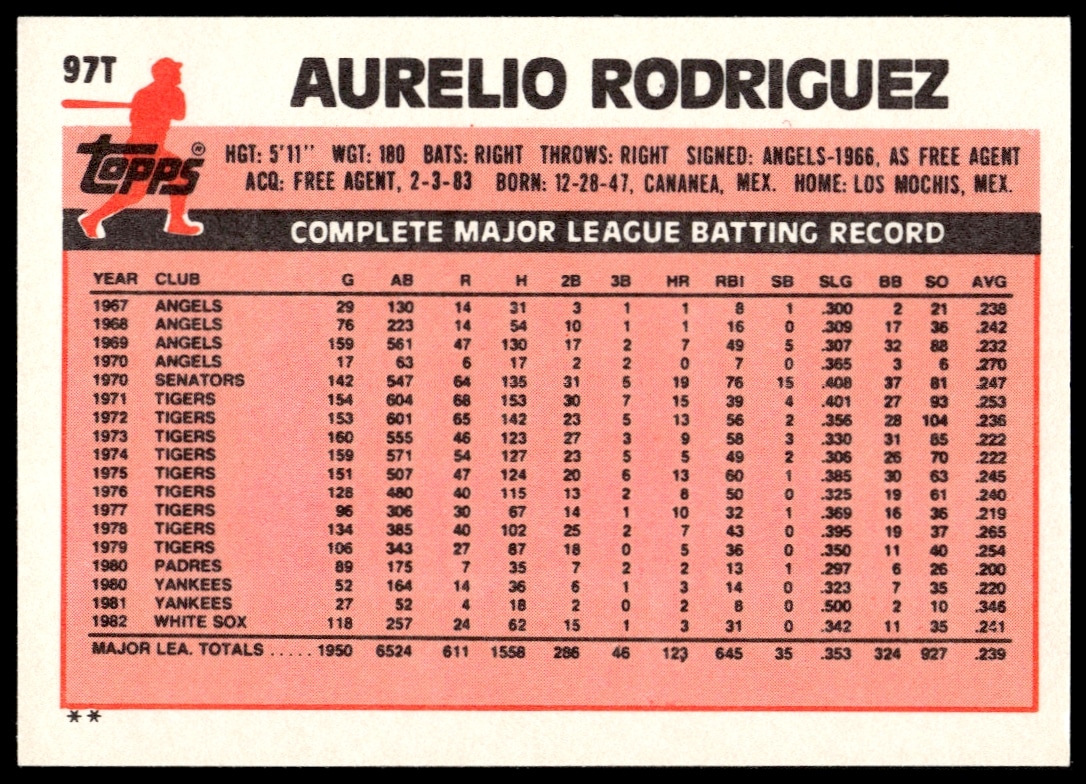 97T
AURELIO RODRIGUEZ
topps®
HGT: 5'11" WGT: 180 BATS: RIGHT THROWS: RIGHT SIGNED: ANGELS-1966, AS FREE AGENT
ACQ: FREE AGENT, 2-3-83 BORN: 12-28-47, CANANEA, MEX. HOME: LOS MOCHIS, MEX.
COMPLETE MAJOR LEAGUE BATTING RECORD
YEAR CLUB G AB R H 2B 3B HR RBI SB SLG BB SO AVG
1967 ANGELS 29 130 14 31 3 1 1 8 1 .300 2 21 .238
1968 ANGELS 76 223 14 54 10 1 1 16 0 .309 17 36 .242
1969 ANGELS 159 561 47 130 17 2 7 49 5 .307 32 88 .232
1970 ANGELS 17 63 6 17 2 2 0 7 0 .365 3 6 .270
1970 SENATORS 142 547 64 135 31 5 19 76 15 .408 37 81 .247
1971 TIGERS 154 604 68 153 30 7 15 39 4 .401 27 93 .253
1972 TIGERS 153 601 65 142 23 5 13 56 2 .356 28 104 .236
1973 TIGERS 160 555 46 123 27 3 9 58 3 .330 31 85 .222
1974 TIGERS 159 571 54 127 23 5 5 49 2 .306 26 70 .222
1975 TIGERS 151 507 47 124 20 6 13 60 1 .385 30 63 .245
1976 TIGERS 128 480 40 115 13 2 8 50 0 .325 19 61 .240
1977 TIGERS 96 306 30 67 14 1 10 32 1 .369 16 36 .219
1978 TIGERS 134 385 40 102 25 2 7 43 0 .395 19 37 .265
1979 TIGERS 106 343 27 87 18 0 5 36 0 .350 11 40 .254
1980 PADRES 89 175 7 35 7 2 2 13 1 .297 6 26 .200
1980 YANKEES 52 164 14 36 6 1 3 14 0 .323 7 35 .220
1981 YANKEES 27 52 4 18 2 0 2 8 0 .500 2 10 .346
1982 WHITE SOX 118 257 24 62 15 1 3 31 0 .342 11 35 .241
MAJOR LEA. TOTALS ..... 1950 6524 611 1558 286 46 123 645 35 .353 324 927 .239
**